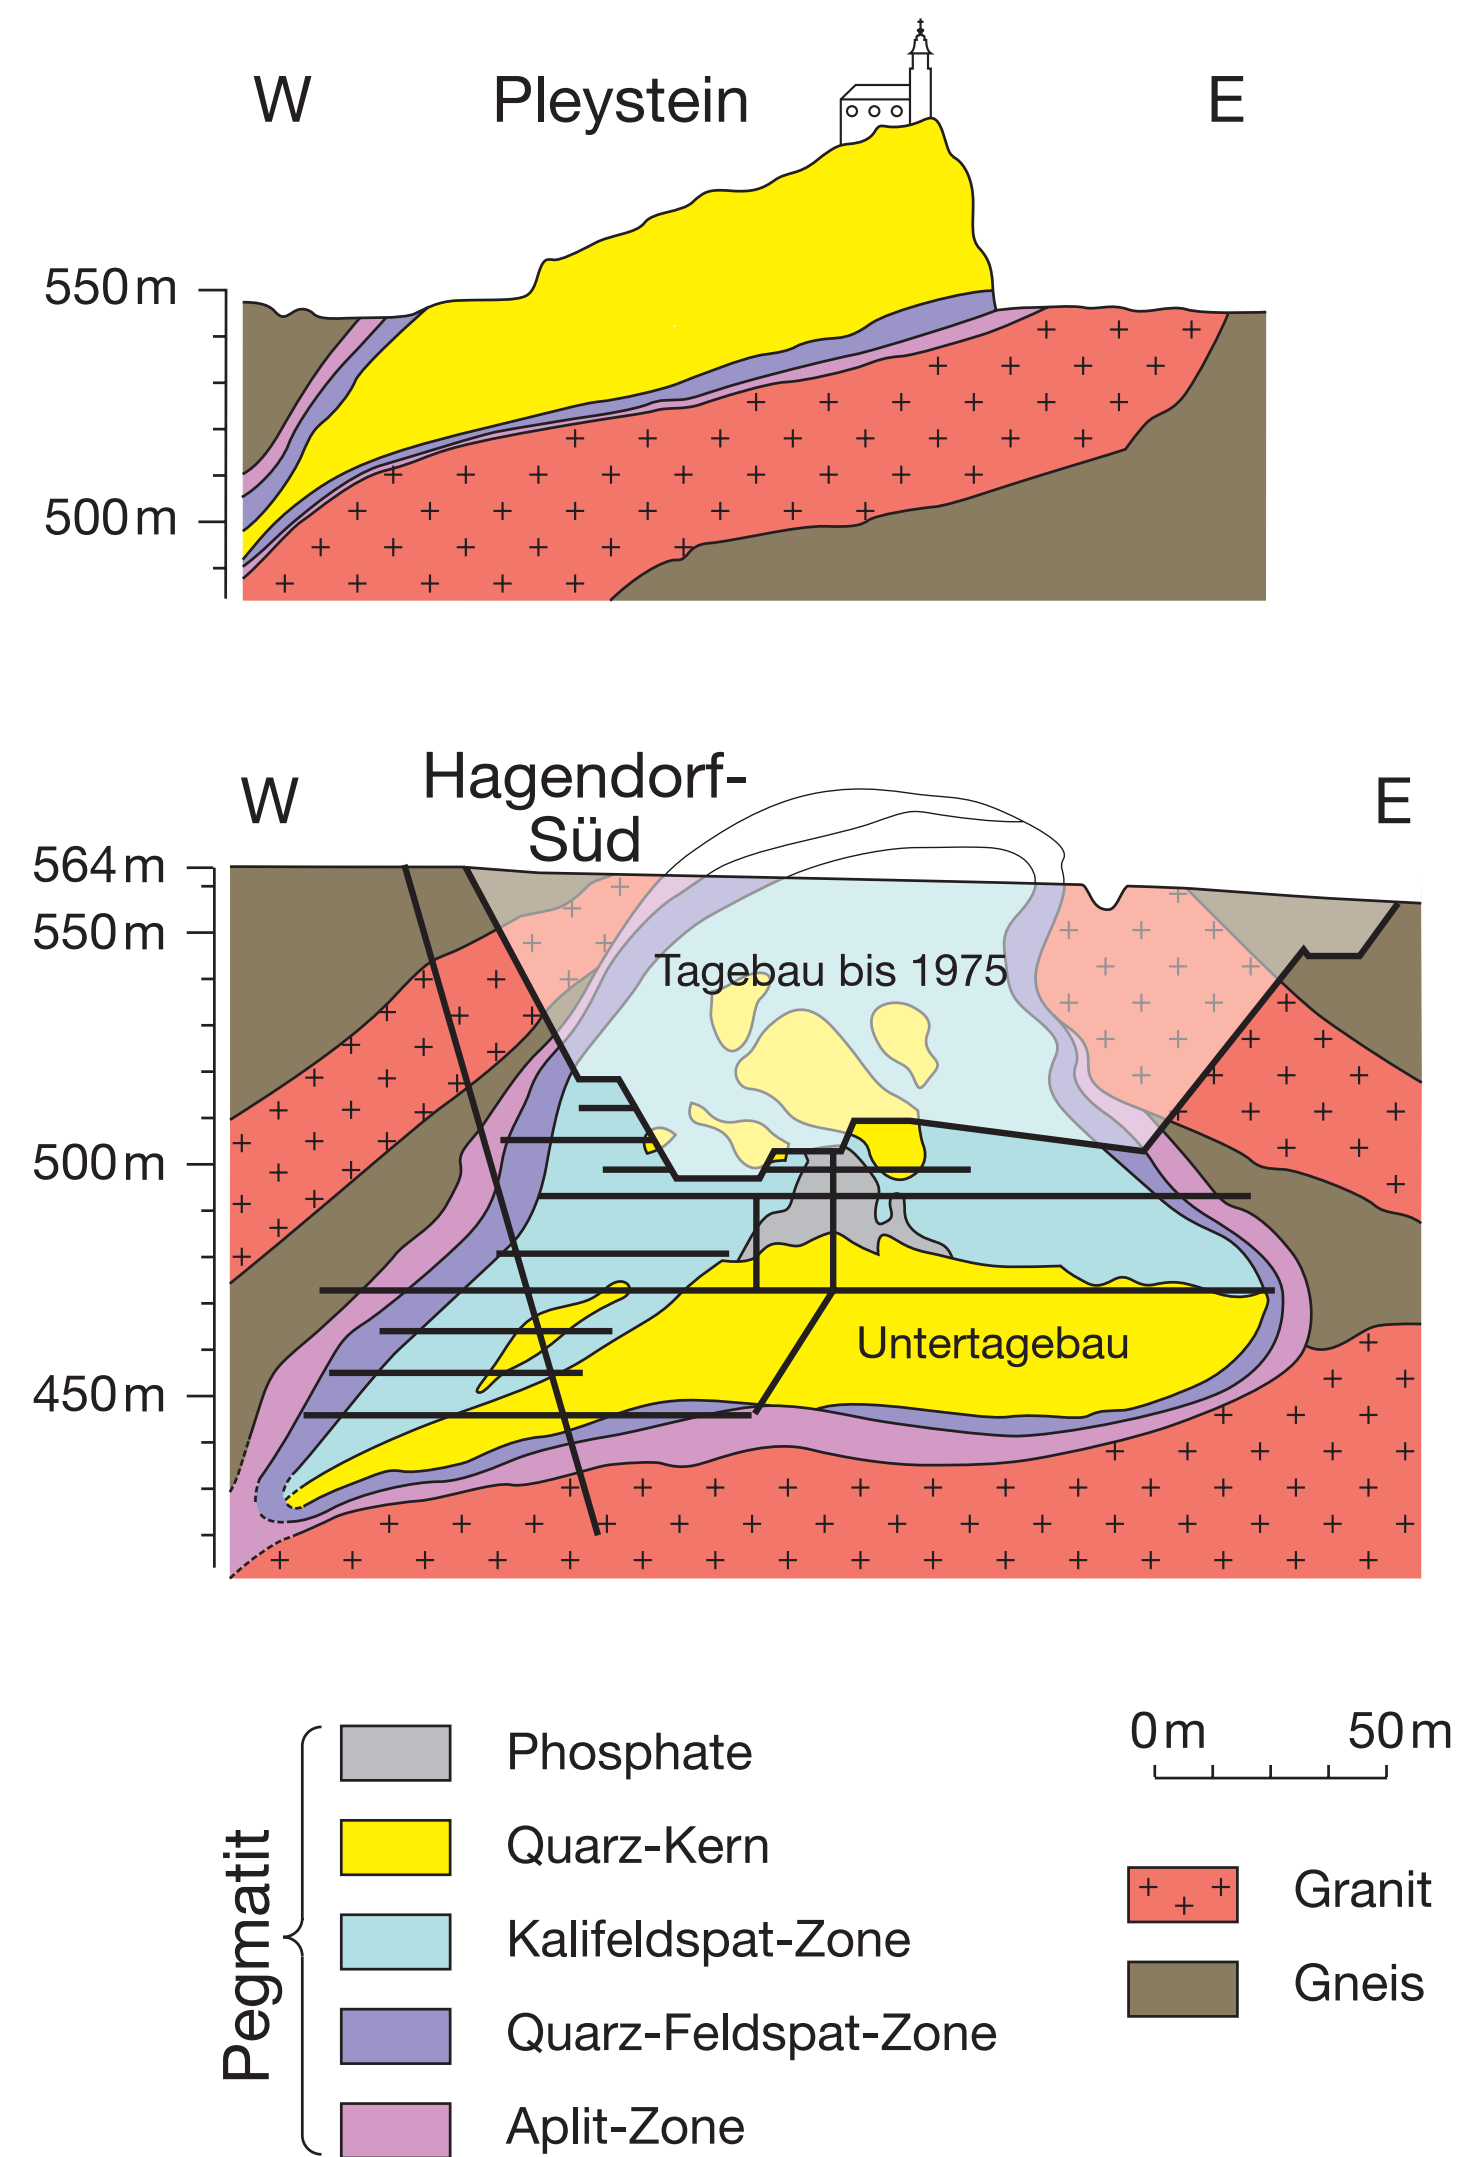 W Pleystein E
550 m
500 m
W Hagendorf-
Süd E
564 m
550 m
Tagebau bis 1975
500 m
Untertagebau
450 m
Pegmatit
Phosphate
Quarz-Kern
Kalifeldspat-Zone
Quarz-Feldspat-Zone
Aplit-Zone
0 m 50 m
Granit
Gneis